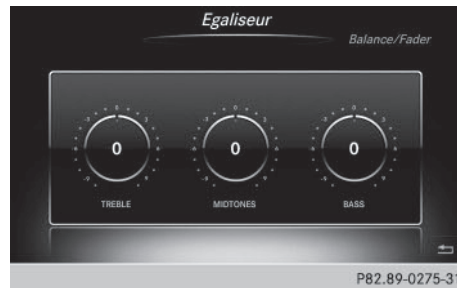 Egaliseur
Balance/Fader
0 0 0
TREBLE MIDTONES BASS
P82.89-0275-31